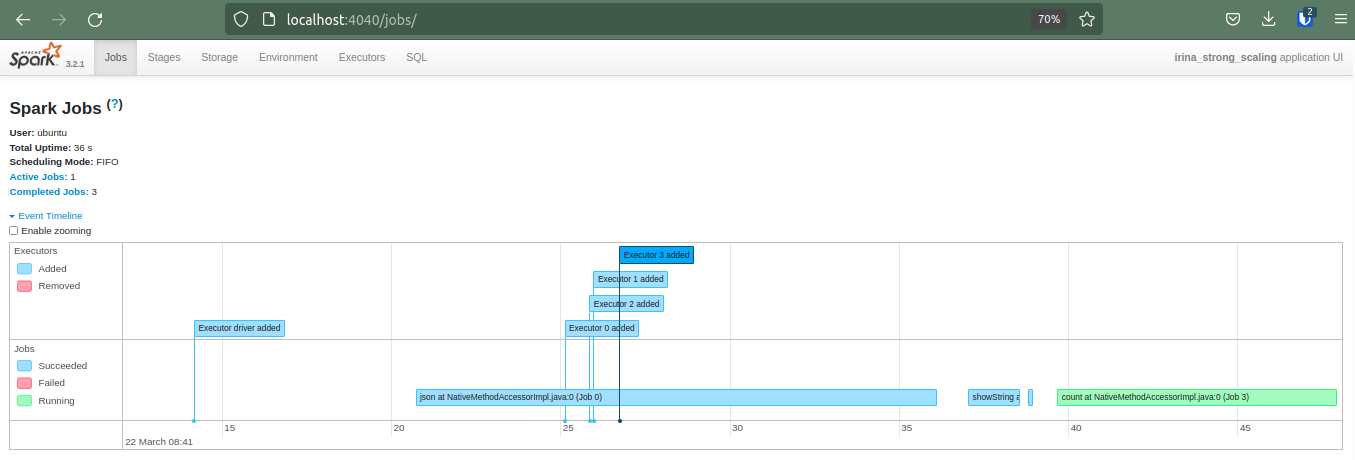 localhost:4040/jobs/
70%
2
APACHE
Spark
3.2.1
Jobs
Stages
Storage
Environment
Executors
SQL
irina_strong_scaling application UI
Spark Jobs (?)
User: ubuntu
Total Uptime: 36 s
Scheduling Mode: FIFO
Active Jobs: 1
Completed Jobs: 3
Event Timeline
Enable zooming
Executors
Added
Removed
Executor 3 added
Executor 1 added
Executor 2 added
Executor driver added
Executor 0 added
Jobs
Succeeded
Failed
Running
json at NativeMethodAccessorImpl.java:0 (Job 0)
showString a
count at NativeMethodAccessorImpl.java:0 (Job 3)
15
20
25
30
35
40
45
22 March 08:41